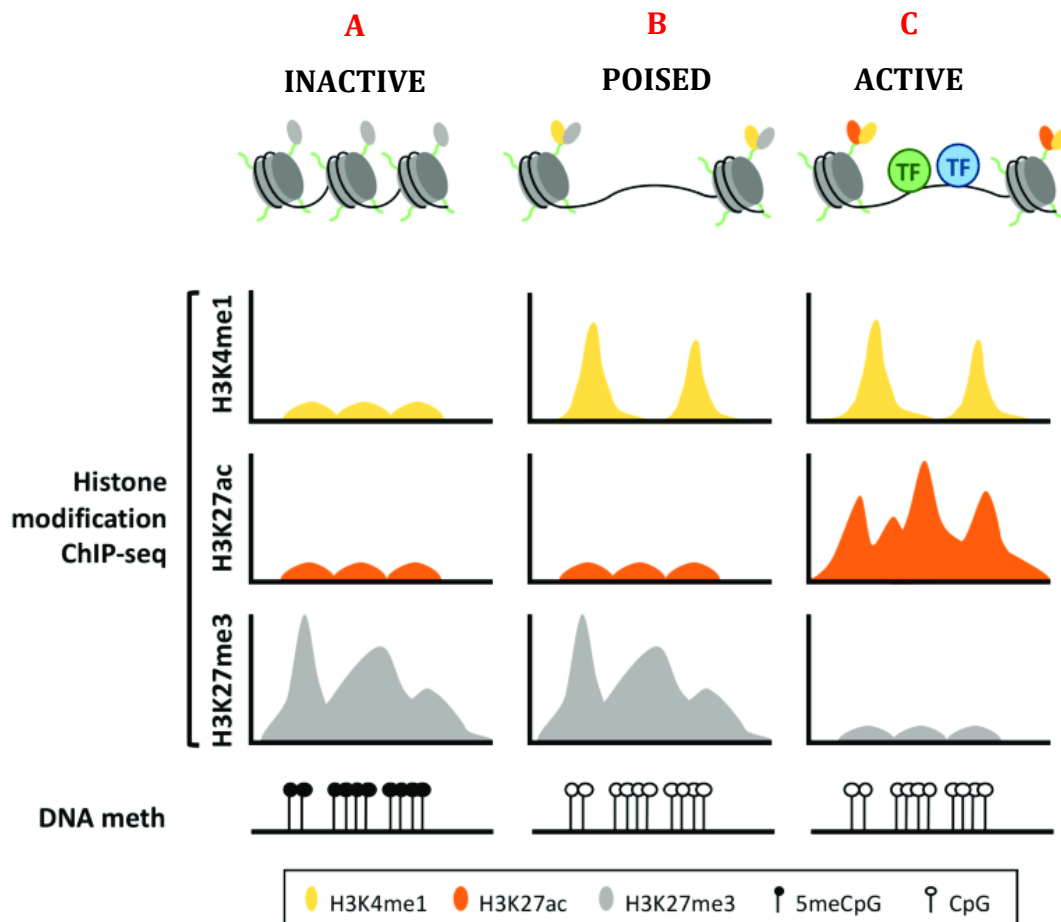 A
B
C
INACTIVE
POISED
ACTIVE
TF
TF
Histone
modification
ChIP-seq
H3K4me1
H3K27ac
H3K27me3
DNA meth
H3K4me1
H3K27ac
H3K27me3
5meCpG
CpG